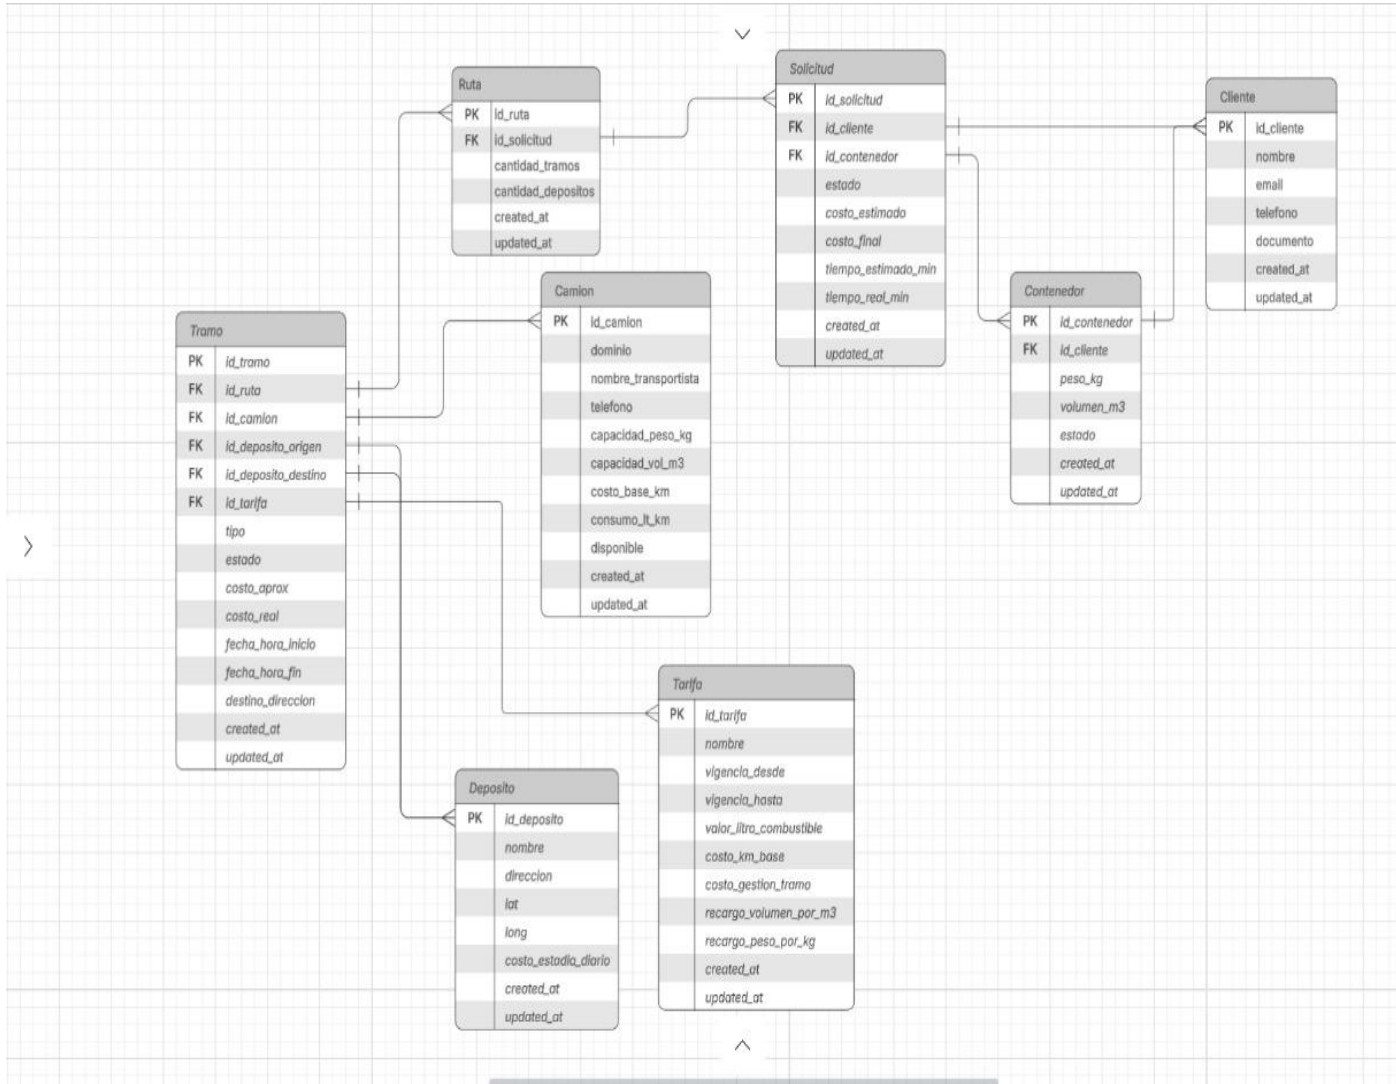 Ruta
PK id_ruta
FK id_solicitud
cantidad_tramos
cantidad_depositos
created_at
updated_at
Solicitud
PK id_solicitud
FK id_cliente
FK id_contenedor
estado
costo_estimado
costo_final
tiempo_estimado_min
tiempo_real_min
created_at
updated_at
Cliente
PK id_cliente
nombre
email
telefono
documento
created_at
updated_at
Tramo
PK id_tramo
FK id_ruta
FK id_camion
FK id_deposito_origen
FK id_deposito_destino
FK id_tarifa
tipo
estado
costo_aprox
costo_real
fecha_hora_inicio
fecha_hora_fin
destino_direccion
created_at
updated_at
Camion
PK id_camion
dominio
nombre_transportista
telefono
capacidad_peso_kg
capacidad_vol_m3
costo_base_km
consumo_lt_km
disponible
created_at
updated_at
Contenedor
PK id_contenedor
FK id_cliente
peso_kg
volumen_m3
estado
created_at
updated_at
Deposito
PK id_deposito
nombre
direccion
lat
long
costo_estadia_diario
created_at
updated_at
Tarifa
PK id_tarifa
nombre
vigencia_desde
vigencia_hasta
valor_litro_combustible
costo_km_base
costo_gestion_tramo
recargo_volumen_por_m3
recargo_peso_por_kg
created_at
updated_at